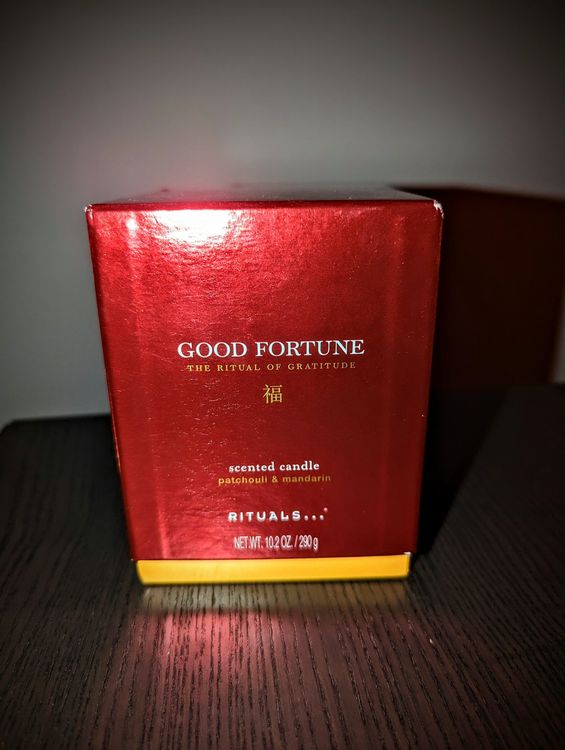 GOOD FORTUNE
THE RITUAL OF GRATITUDE
福
scented candle
patchouli & mandarin
RITUALS...®
NET.WT. 10.2 OZ. / 290 g